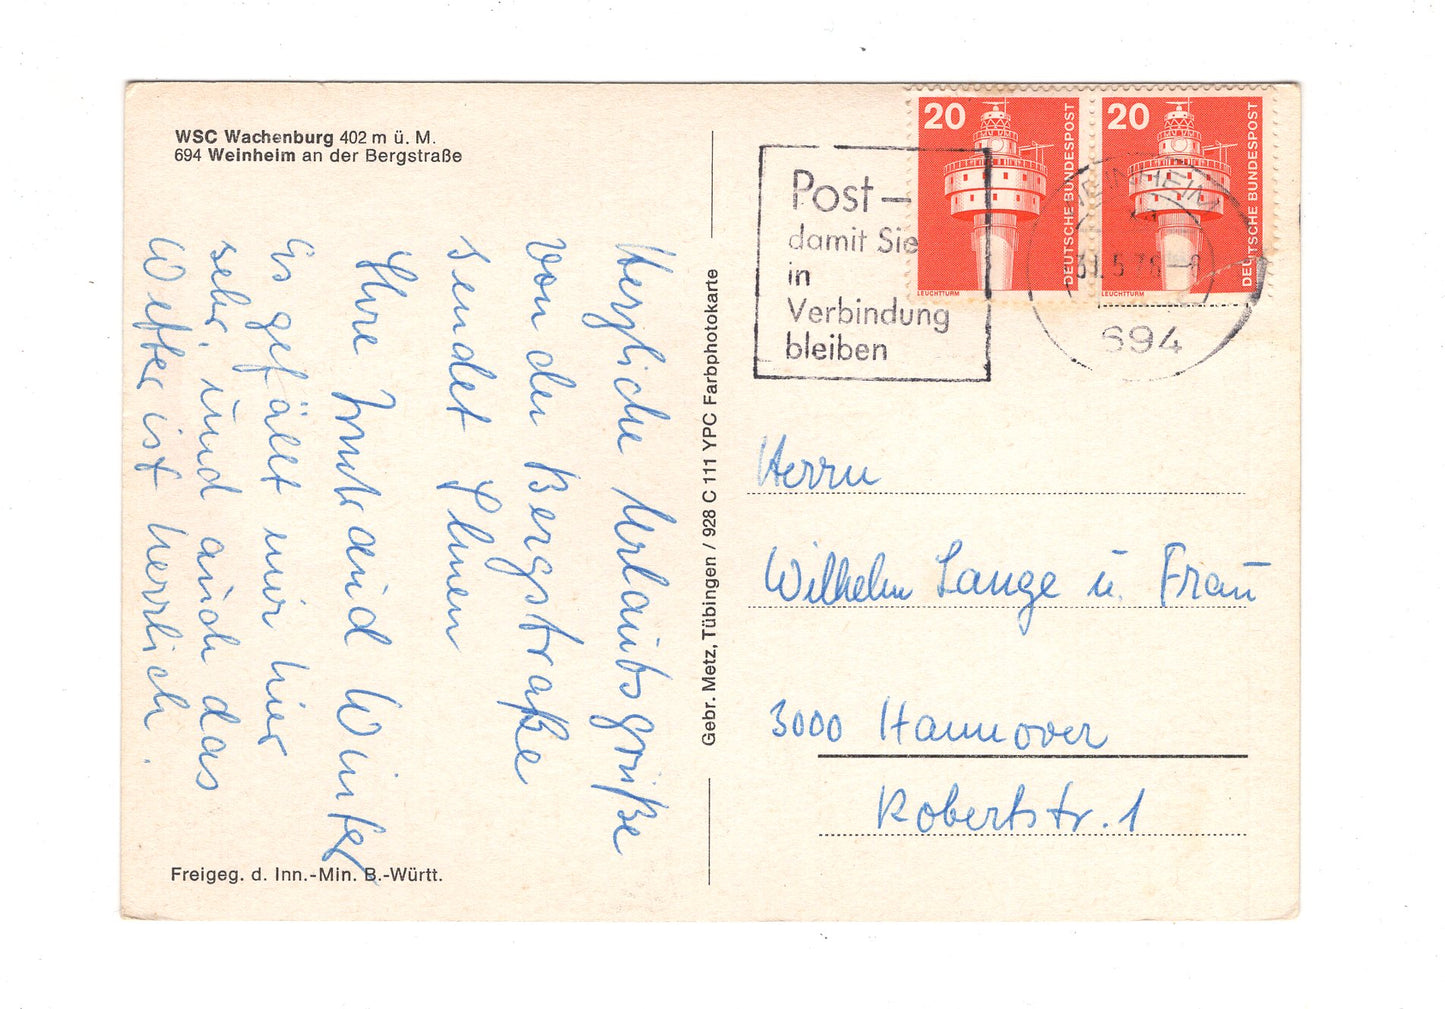 WSC Wachenburg 402 m ü. M.
694 Weinheim an der Bergstraße
Herzliche Urlaubsgrüße
von der Bergstraße
sendet Ihnen
Ihre Irmtraud Winter
Es gefällt mir hier
sehr, und auch das
Wetter ist herrlich.
Freigeg. d. Inn.-Min. B.-Württ.
Gebr. Metz, Tübingen / 928 C 111 YPC Farbphotokarte
Post—
damit Sie
in
Verbindung
bleiben
20
DEUTSCHE BUNDESPOST
LEUCHTTURM
20
DEUTSCHE BUNDESPOST
LEUCHTTURM
WEINHEIM
694
Herrn
Wilhelm Lange u. Frau
3000 Hannover
Robertstr. 1